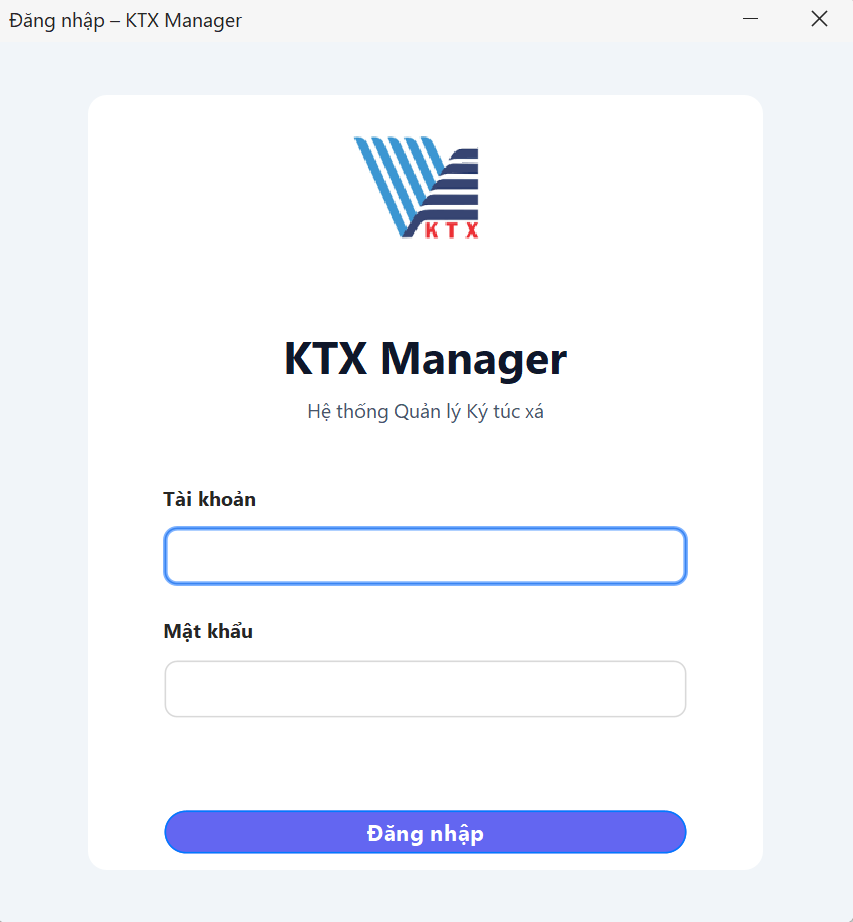 Đăng nhập – KTX Manager
KTX
KTX Manager
Hệ thống Quản lý Ký túc xá
Tài khoản
Mật khẩu
Đăng nhập